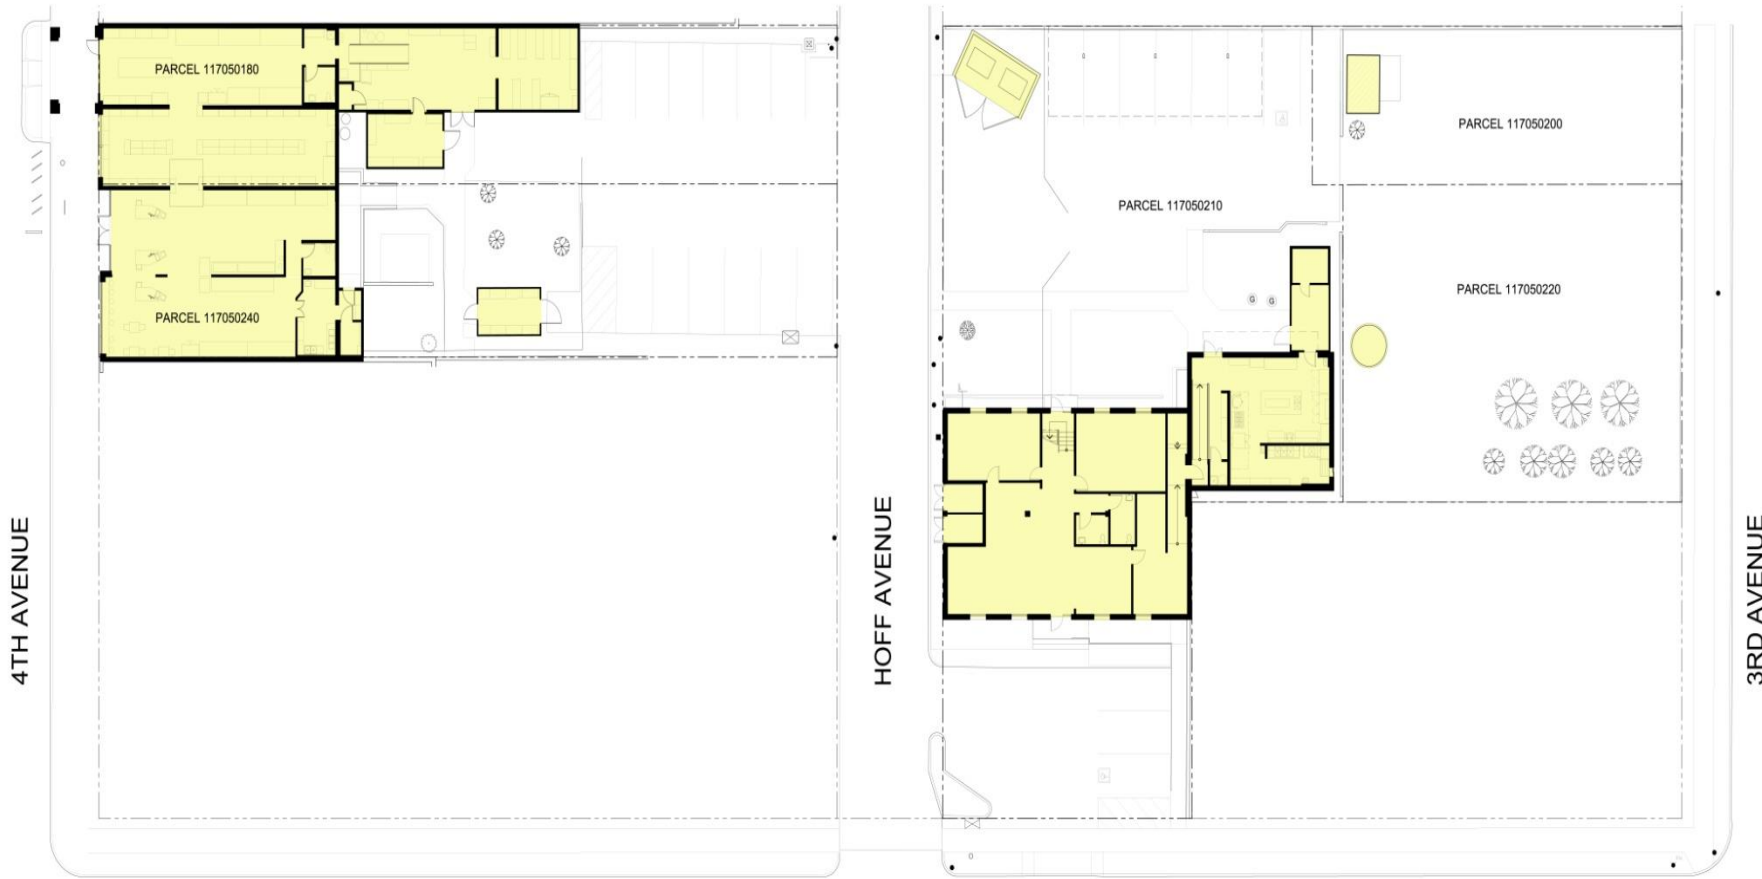 PARCEL 117050180
PARCEL 117050240
PARCEL 117050200
PARCEL 117050210
PARCEL 117050220
G G
4TH AVENUE
HOFF AVENUE
3RD AVENUE